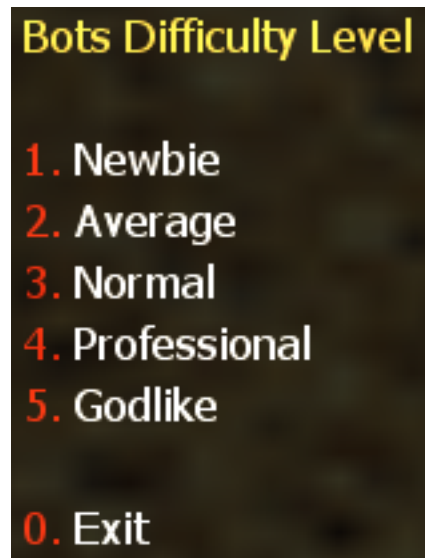 Bots Difficulty Level
1. Newbie
2. Average
3. Normal
4. Professional
5. Godlike
0. Exit